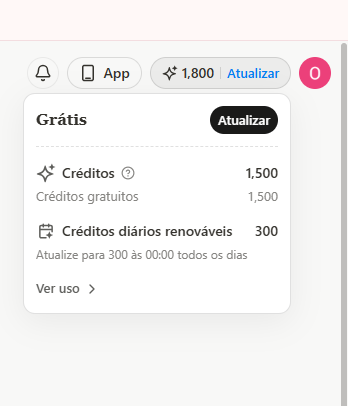 App
1,800 Atualizar
O
Grátis
Atualizar
Créditos ?
1,500
Créditos gratuitos
1,500
Créditos diários renováveis
300
Atualize para 300 às 00:00 todos os dias
Ver uso